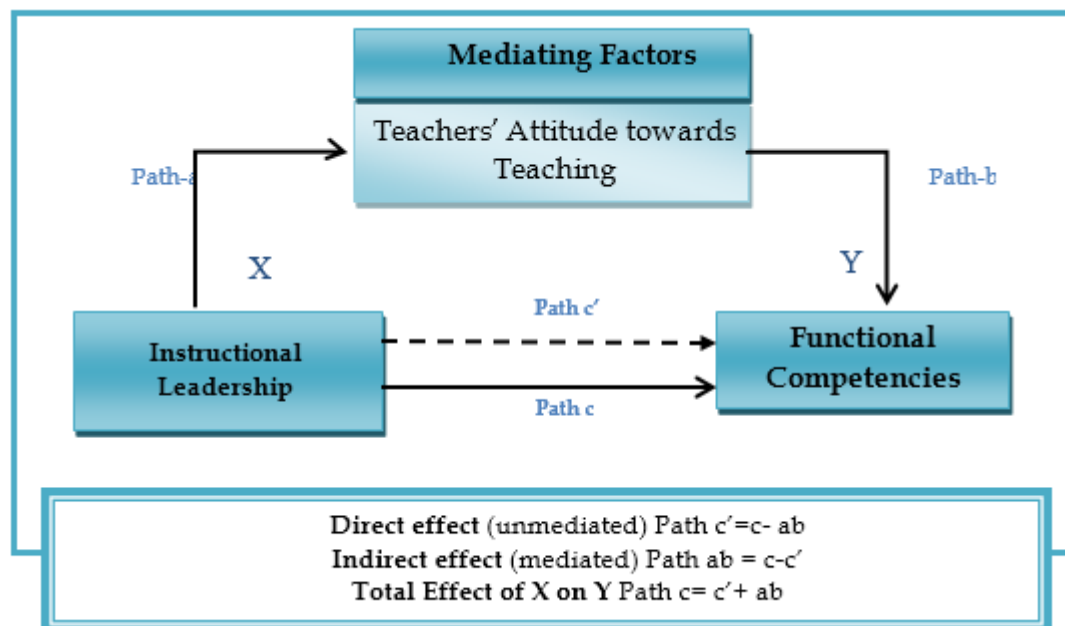 Mediating Factors
Teachers' Attitude towards
Teaching
Path-a
Path-b
X
Y
Path c′
Instructional
Leadership
Functional
Competencies
Path c
Direct effect (unmediated) Path c′=c- ab
Indirect effect (mediated) Path ab = c-c′
Total Effect of X on Y Path c= c′+ ab